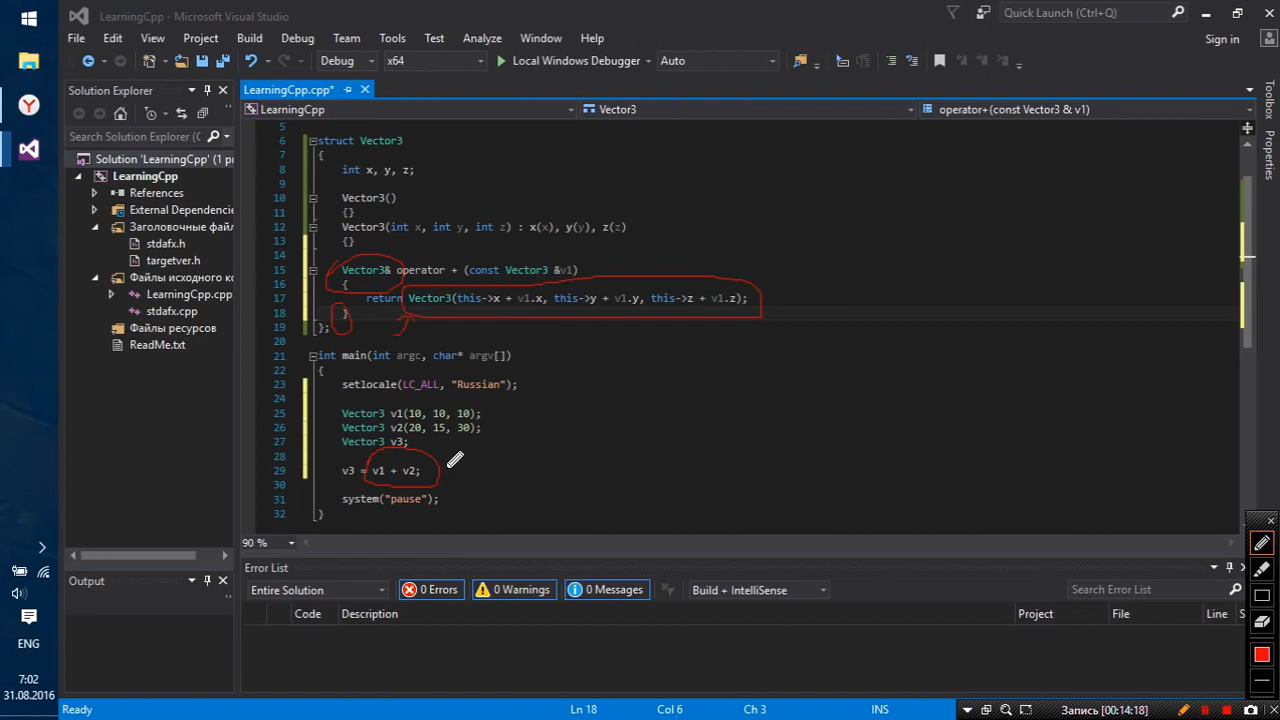 LearningCpp - Microsoft Visual Studio
Quick Launch (Ctrl+Q)
File Edit View Project Build Debug Team Tools Test Analyze Window Help
Sign in
Debug x64 Local Windows Debugger Auto
Solution Explorer
LearningCpp.cpp*
LearningCpp Vector3 operator+(const Vector3 & v1)
Search Solution Explorer (C
Solution 'LearningCpp' (1 pr
LearningCpp
References
External Dependencie
Заголовочные фай
stdafx.h
targetver.h
Файлы исходного к
LearningCpp.cpp
stdafx.cpp
Файлы ресурсов
ReadMe.txt
Toolbox
Properties
5
6 struct Vector3
7 {
8 int x, y, z;
9
10 Vector3()
11 {}
12 Vector3(int x, int y, int z) : x(x), y(y), z(z)
13 {}
14
15 Vector3& operator + (const Vector3 &v1)
16 {
17 return Vector3(this->x + v1.x, this->y + v1.y, this->z + v1.z);
18 }
19 };
20
21 int main(int argc, char* argv[])
22 {
23 setlocale(LC_ALL, "Russian");
24
25 Vector3 v1(10, 10, 10);
26 Vector3 v2(20, 15, 30);
27 Vector3 v3;
28
29 v3 = v1 + v2;
30
31 system("pause");
32 }
90 %
Output
Error List
Entire Solution 0 Errors 0 Warnings 0 Messages Build + IntelliSense Search Error List
Code Description Project File Line S
ENG
7:02
31.08.2016
Ready Ln 18 Col 6 Ch 3 INS
Запись [00:14:18]